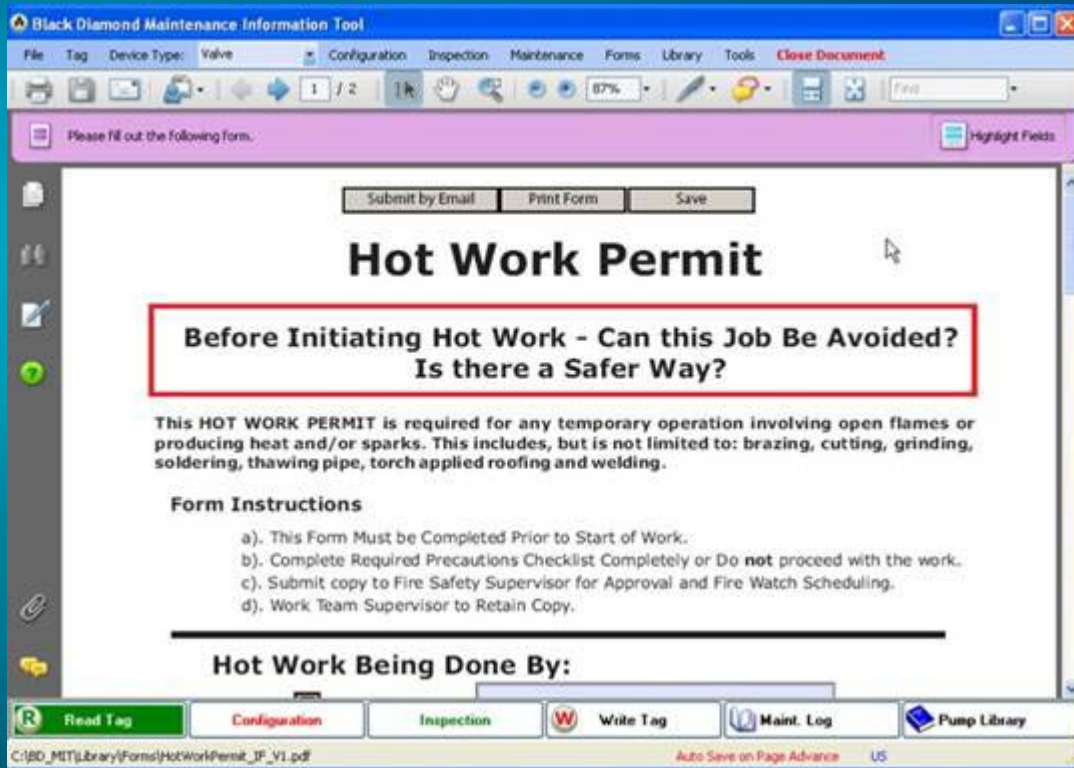 Black Diamond Maintenance Information Tool
File Tag Device Type: Valve Configuration Inspection Maintenance Forms Library Tools Close Document
1 / 2 87% Find
Please fill out the following form. Highlight Fields
Submit by Email Print Form Save
Hot Work Permit
Before Initiating Hot Work - Can this Job Be Avoided?
Is there a Safer Way?
This HOT WORK PERMIT is required for any temporary operation involving open flames or
producing heat and/or sparks. This includes, but is not limited to: brazing, cutting, grinding,
soldering, thawing pipe, torch applied roofing and welding.
Form Instructions
a). This Form Must be Completed Prior to Start of Work.
b). Complete Required Precautions Checklist Completely or Do not proceed with the work.
c). Submit copy to Fire Safety Supervisor for Approval and Fire Watch Scheduling.
d). Work Team Supervisor to Retain Copy.
Hot Work Being Done By:
R Read Tag Configuration Inspection W Write Tag Maint. Log Pump Library
C:\BD_MIT\Library\Forms\HotWorkPermit_IF_V1.pdf Auto Save on Page Advance US